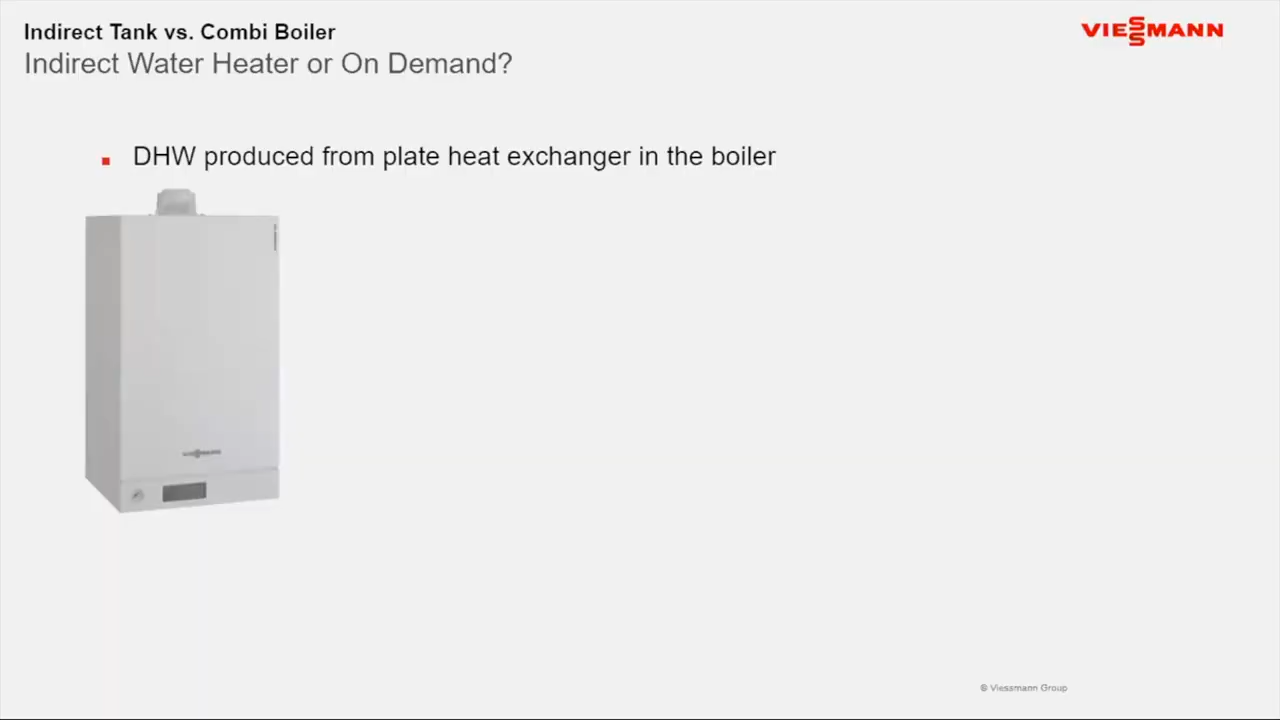 Indirect Tank vs. Combi Boiler
VIESSMANN
Indirect Water Heater or On Demand?
DHW produced from plate heat exchanger in the boiler
VIESSMANN
© Viessmann Group